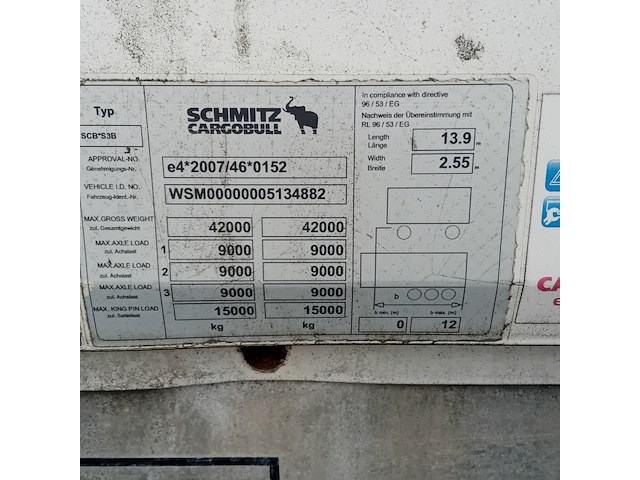 Typ
SCB*S3B
SCHMITZ
CARGOBULL
In compliance with directive
96 / 53 / EG
Nachweis der Übereinstimmung mit
RL 96 / 53 / EG
Length
Länge
13.9 m
Width
Breite
2.55 m
APPROVAL-NO.
Genehmigungs-Nr.
e4*2007/46*0152
VEHICLE I.D. NO.
Fahrzeug-Ident.-Nr.
WSM00000005134882
MAX.GROSS WEIGHT
zul. Gesamtgewicht
42000 42000
MAX.AXLE LOAD
zul. Achslast
1 9000 9000
MAX.AXLE LOAD
zul. Achslast
2 9000 9000
MAX.AXLE LOAD
zul. Achslast
3 9000 9000
MAX. KING PIN LOAD
zul. Sattellast
15000 15000
kg kg
b
b min. (m) b max. (m)
0 12
CA
e